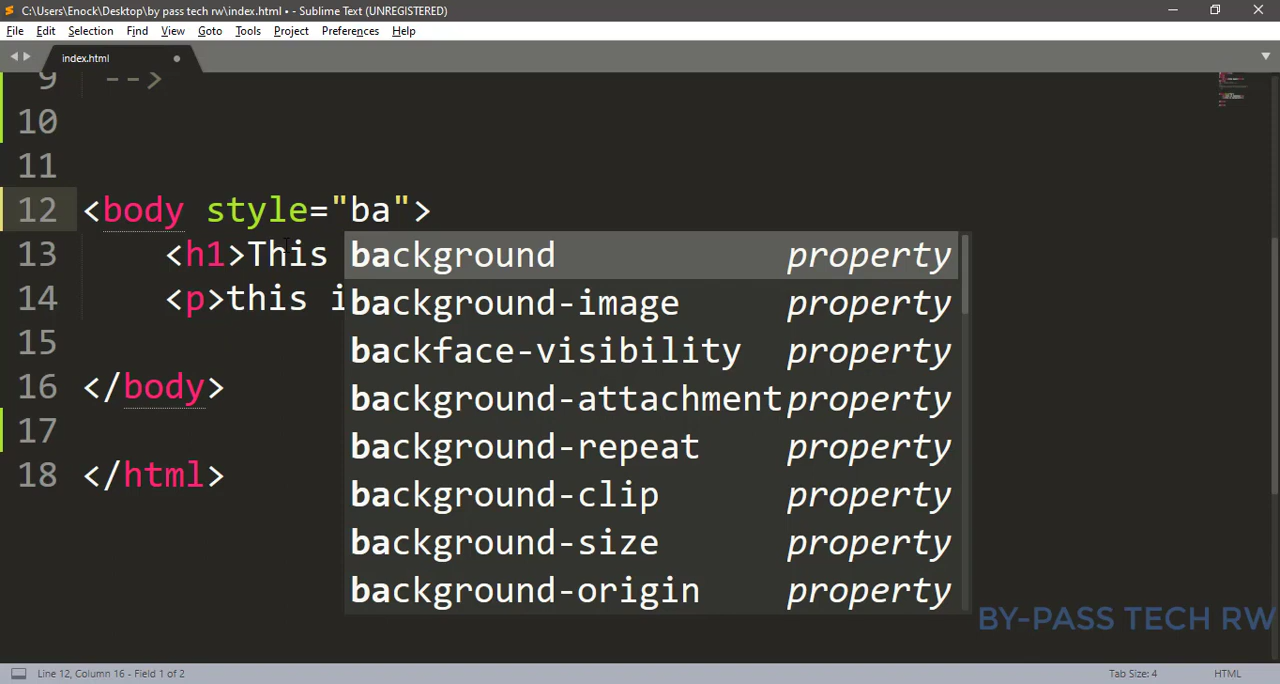 C:\Users\Enock\Desktop\by pass tech rw\index.html • - Sublime Text (UNREGISTERED)
File Edit Selection Find View Goto Tools Project Preferences Help
index.html
9 -->
10
11
12 <body style="ba">
13 <h1>This
14 <p>this i
background property
background-image property
backface-visibility property
background-attachment property
background-repeat property
background-clip property
background-size property
background-origin property
15
16 </body>
17
18 </html>
BY-PASS TECH RW
Line 12, Column 16 - Field 1 of 2 Tab Size: 4 HTML